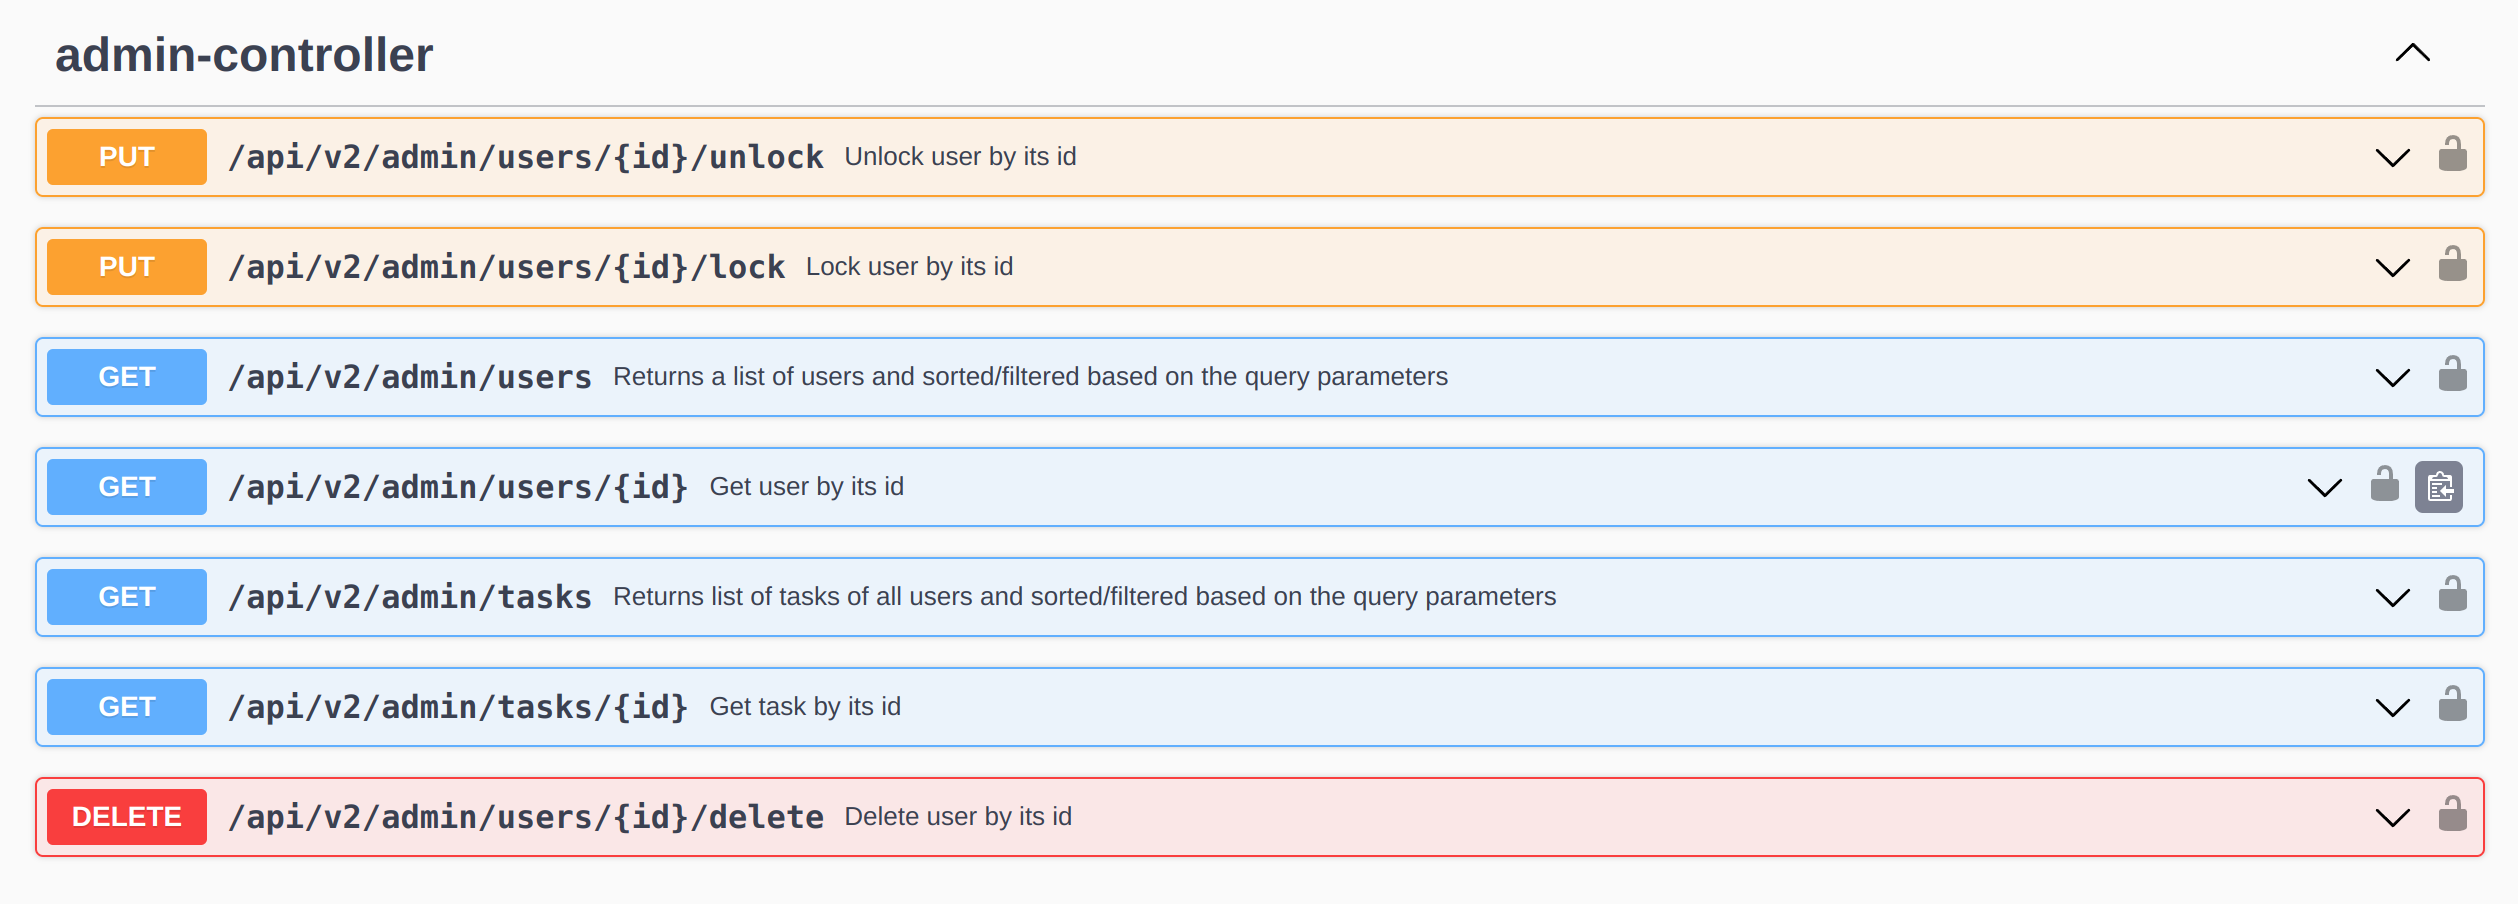 admin-controller
PUT /api/v2/admin/users/{id}/unlock Unlock user by its id
PUT /api/v2/admin/users/{id}/lock Lock user by its id
GET /api/v2/admin/users Returns a list of users and sorted/filtered based on the query parameters
GET /api/v2/admin/users/{id} Get user by its id
GET /api/v2/admin/tasks Returns list of tasks of all users and sorted/filtered based on the query parameters
GET /api/v2/admin/tasks/{id} Get task by its id
DELETE /api/v2/admin/users/{id}/delete Delete user by its id